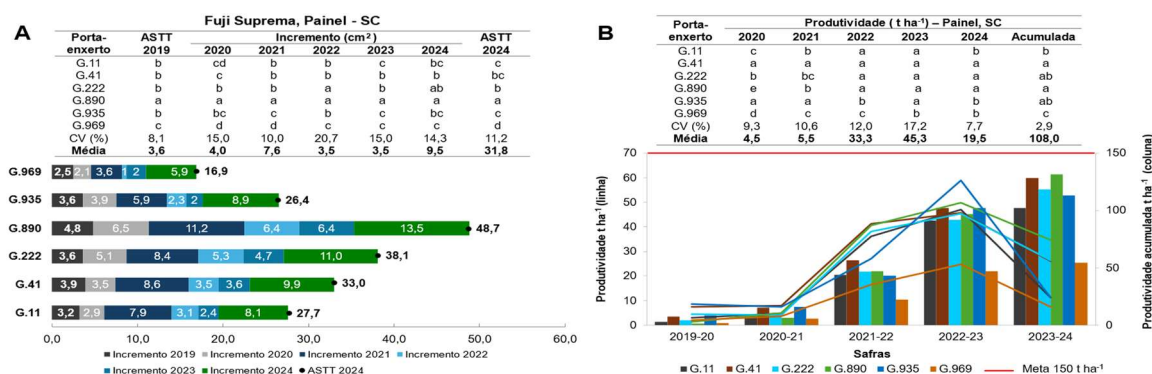 Fuji Suprema, Painel - SC
A
Porta-enxerto ASTT 2019 Incremento (cm²) ASTT 2024
2020 2021 2022 2023 2024
G.11 b cd b b c bc c
G.41 b c b b b b bc
G.222 b b b a b ab b
G.890 a a a a a a a
G.935 b bc c b c bc c
G.969 c d d c c c d
CV (%) 8,1 15,0 10,0 20,7 15,0 14,3 11,2
Média 3,6 4,0 7,6 3,5 3,5 9,5 31,8
G.969 2,5 2,1 3,6 1 2 5,9 16,9
G.935 3,6 3,9 5,9 2,3 2 8,9 26,4
G.890 4,8 6,5 11,2 6,4 6,4 13,5 48,7
G.222 3,6 5,1 8,4 5,3 4,7 11,0 38,1
G.41 3,9 3,5 8,6 3,5 3,6 9,9 33,0
G.11 3,2 2,9 7,9 3,1 2,4 8,1 27,7
0,0 10,0 20,0 30,0 40,0 50,0 60,0
Incremento 2019 Incremento 2020 Incremento 2021 Incremento 2022
Incremento 2023 Incremento 2024 ASTT 2024
B
Porta-enxerto Produtividade ( t ha⁻¹) – Painel, SC
2020 2021 2022 2023 2024 Acumulada
G.11 c b a a b b
G.41 a a a a a a
G.222 b bc a a a ab
G.890 e b a a a a
G.935 a a b a b ab
G.969 d c c b c c
CV (%) 9,3 10,6 12,0 17,2 7,7 2,9
Média 4,5 5,5 33,3 45,3 19,5 108,0
Produtividade t ha⁻¹ (linha)
70
60
50
40
30
20
10
0
150
100
50
0
Produtividade acumulada t ha⁻¹ (coluna)
2019-20 2020-21 2021-22 2022-23 2023-24
Safras
G.11 G.41 G.222 G.890 G.935 G.969 Meta 150 t ha⁻¹